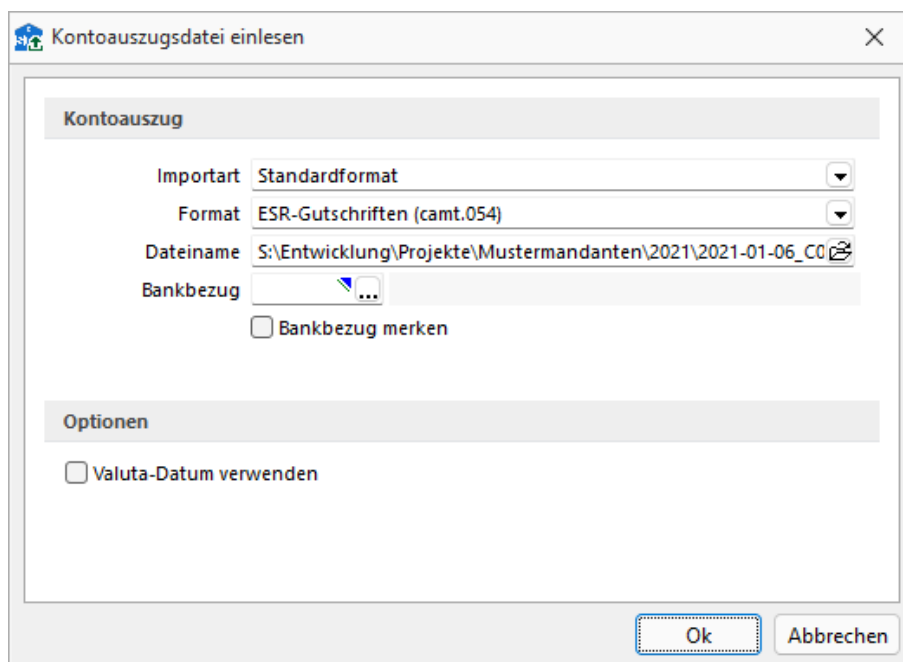 Kontoauszugsdatei einlesen
Kontoauszug
Importart Standardformat
Format ESR-Gutschriften (camt.054)
Dateiname S:\Entwicklung\Projekte\Mustermandanten\2021\2021-01-06_C0
Bankbezug ...
Bankbezug merken
Optionen
Valuta-Datum verwenden
Ok Abbrechen